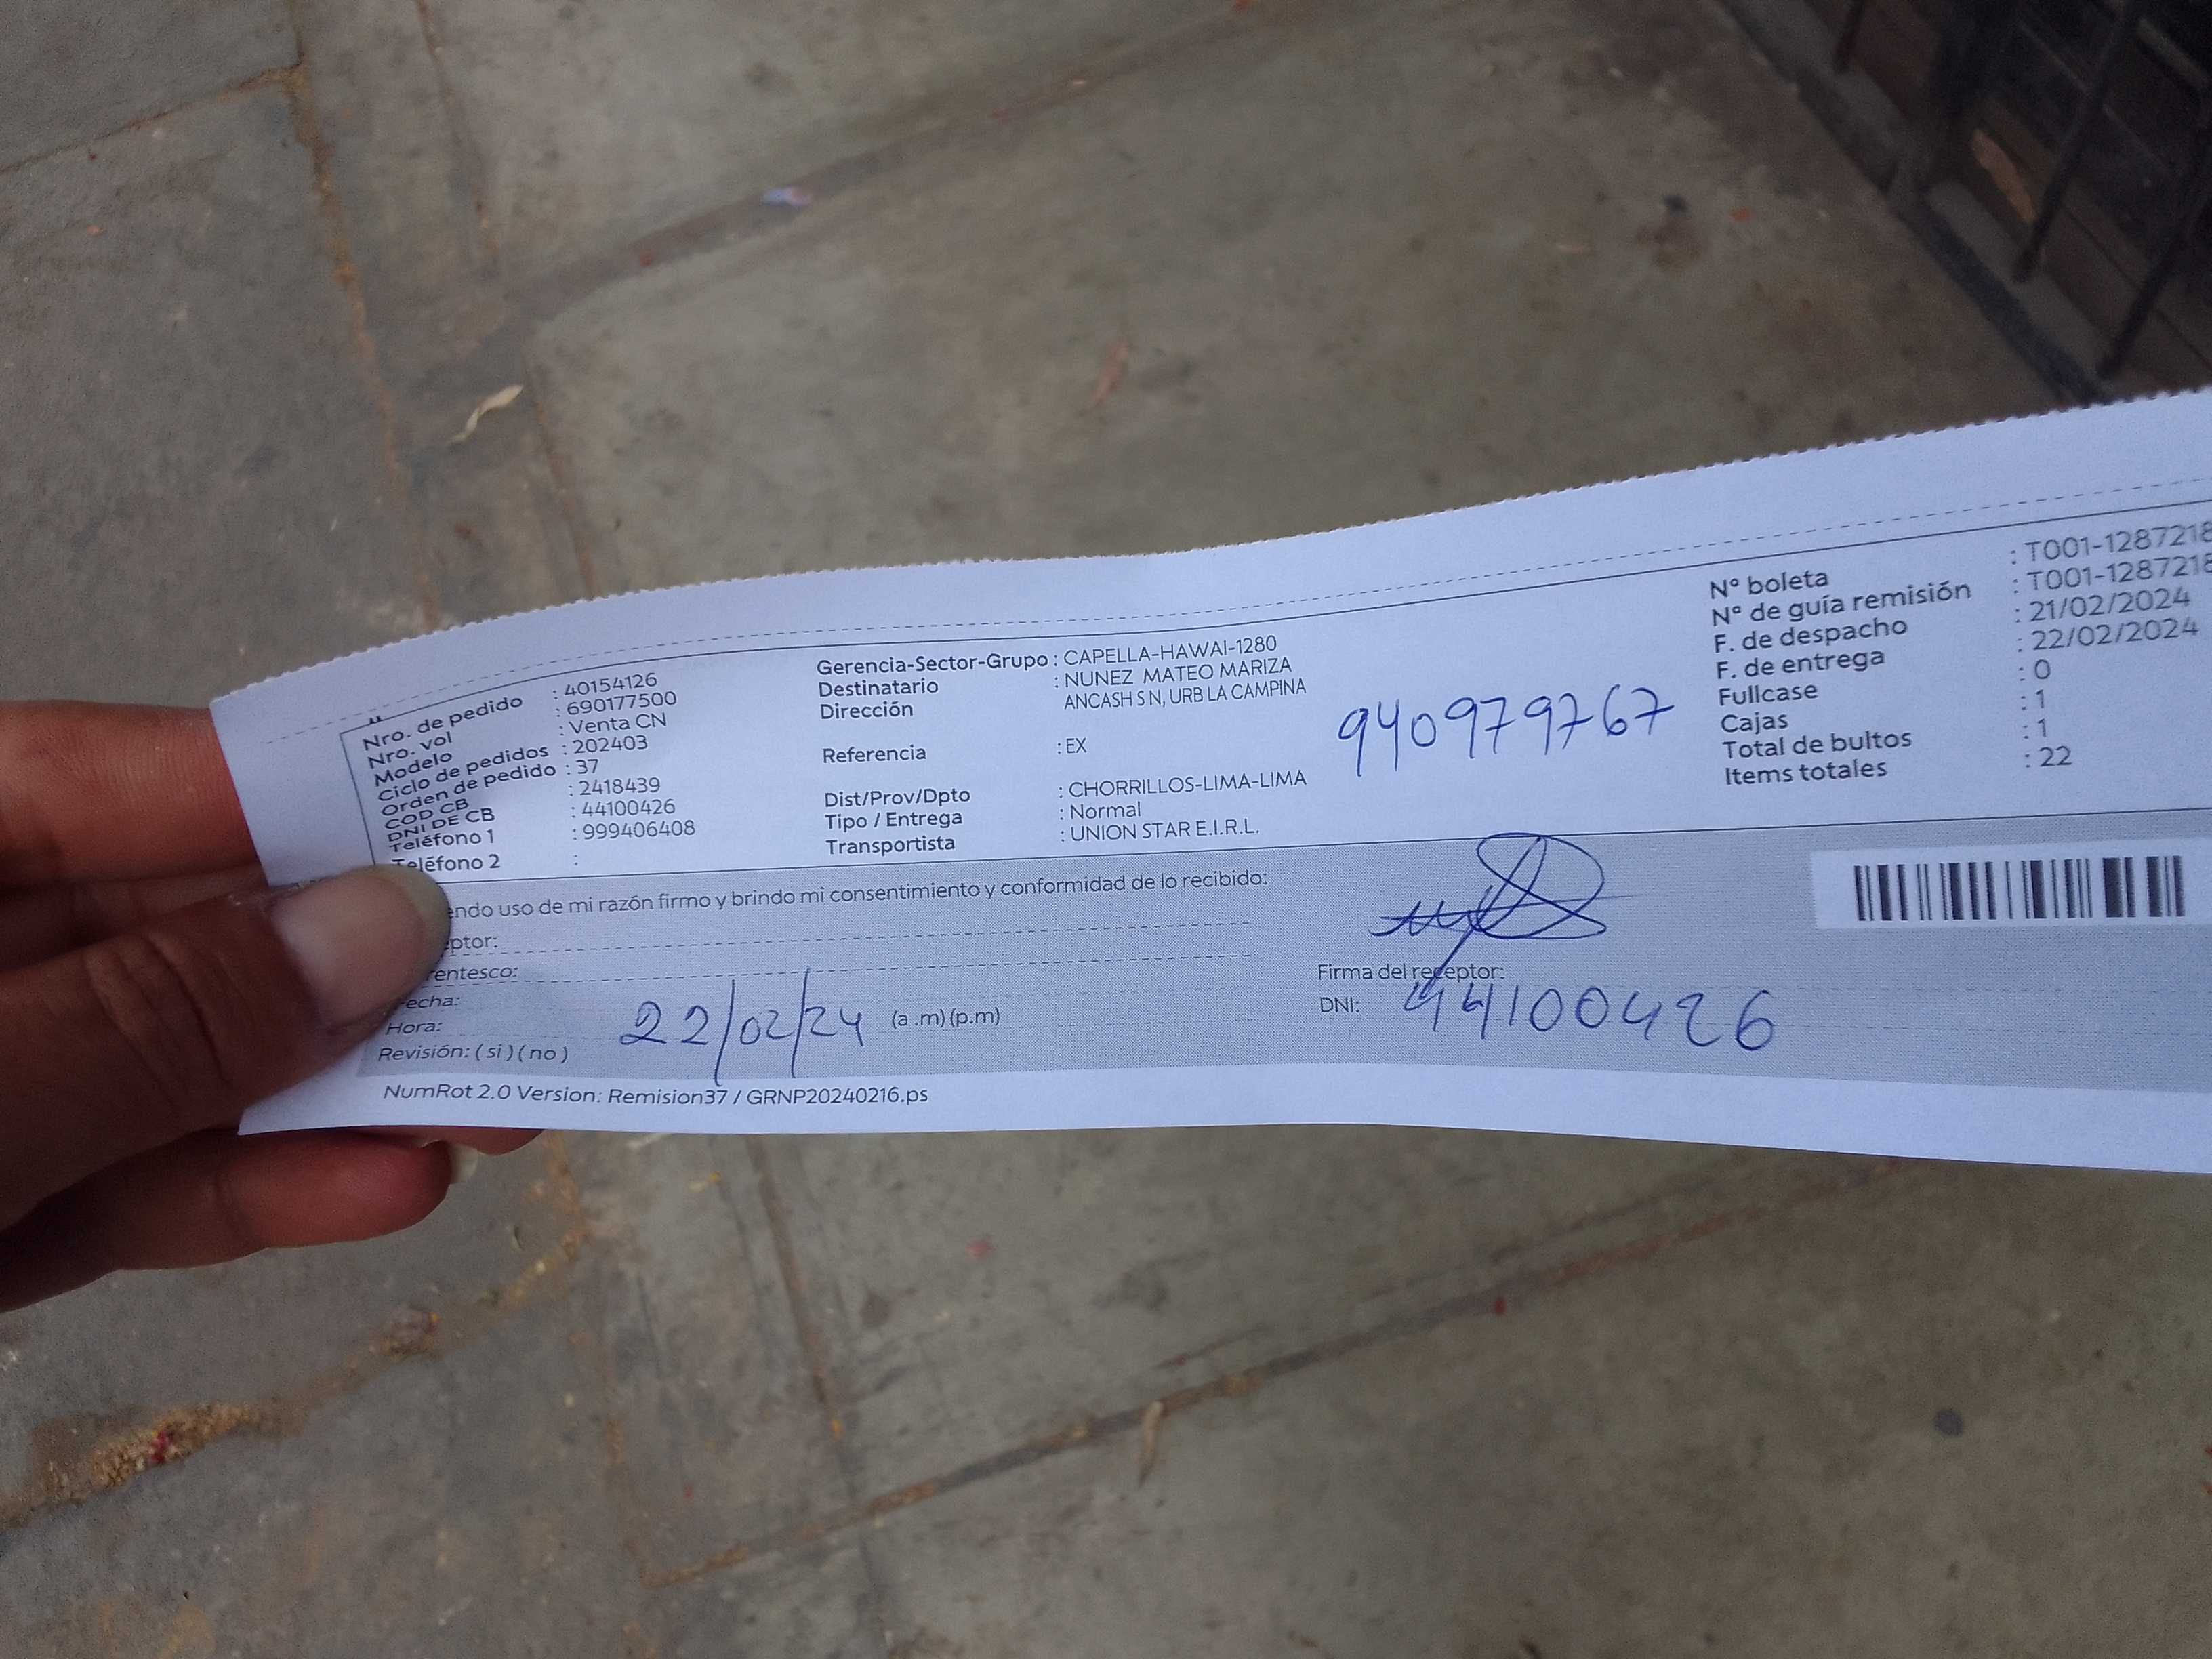 Nro. de pedido : 40154126
Nro. vol : 690177500
Modelo : Venta CN
Ciclo de pedidos : 202403
Orden de pedido : 37
COD CB : 2418439
DNI DE CB : 44100426
Teléfono 1 : 999406408
Teléfono 2 :
Gerencia-Sector-Grupo : CAPELLA-HAWAI-1280
Destinatario : NUNEZ MATEO MARIZA
Dirección ANCASH S N, URB LA CAMPINA
Referencia : EX
Dist/Prov/Dpto : CHORRILLOS-LIMA-LIMA
Tipo / Entrega : Normal
Transportista : UNION STAR E.I.R.L.
940979767
N° boleta : T001-1287218
N° de guía remisión : T001-1287218
F. de despacho : 21/02/2024
F. de entrega : 22/02/2024
Fullcase : 0
Cajas : 1
Total de bultos : 1
Items totales : 22
endo uso de mi razón firmo y brindo mi consentimiento y conformidad de lo recibido:
eptor:
rentesco:
Fecha:
Hora: 22/02/24 (a .m) (p.m)
Revisión: ( si ) ( no )
Firma del receptor:
DNI: 44100426
NumRot 2.0 Version: Remision37 / GRNP20240216.ps